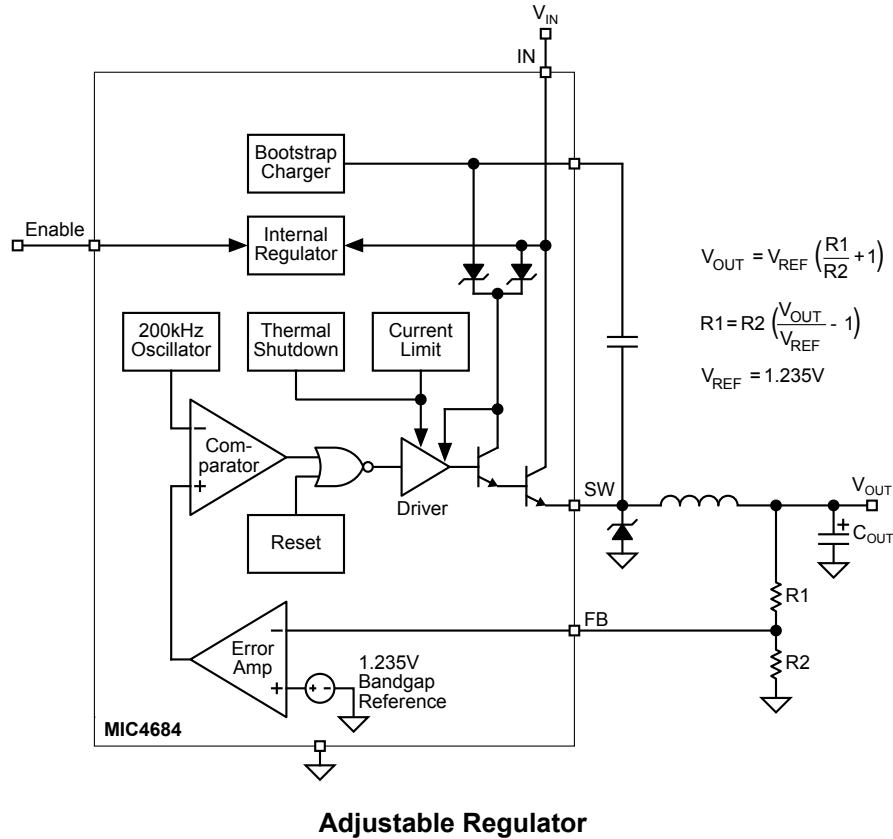 V_IN
IN
Bootstrap
Charger
Enable
Internal
Regulator
V_OUT = V_REF (R1/R2 + 1)
R1 = R2 (V_OUT/V_REF - 1)
V_REF = 1.235V
200kHz
Oscillator
Thermal
Shutdown
Current
Limit
Com-
parator
Driver
Reset
SW
V_OUT
C_OUT
R1
FB
R2
Error
Amp
1.235V
Bandgap
Reference
MIC4684
Adjustable Regulator